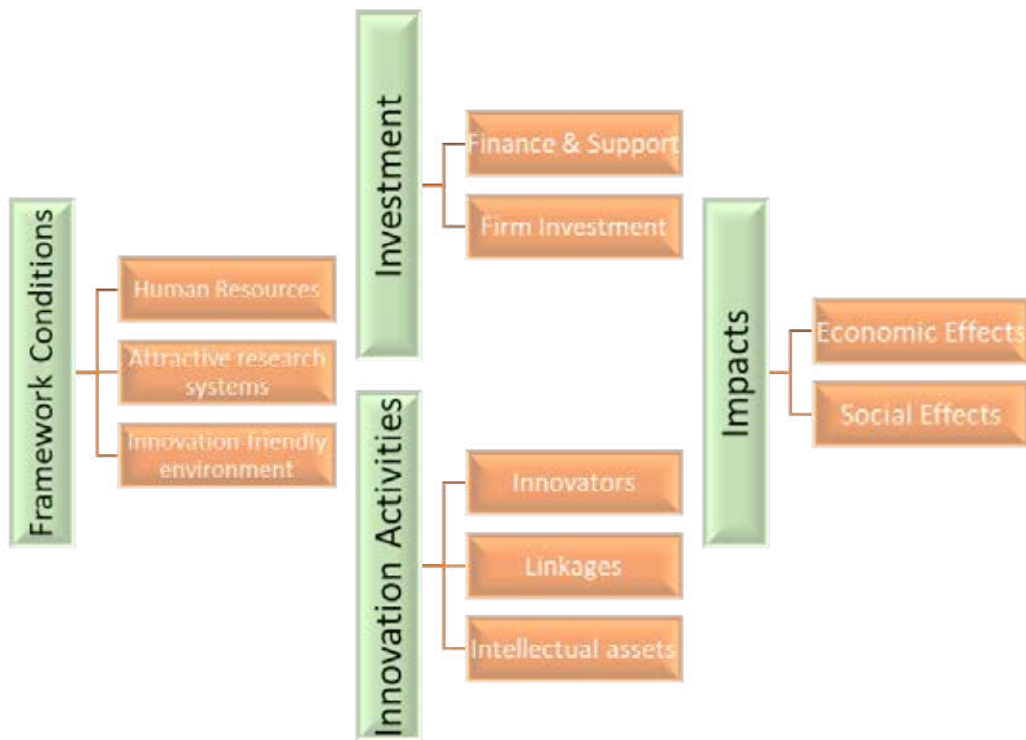 Framework Conditions
Human Resources
Attractive research
systems
Innovation-friendly
environment
Investment
Finance & Support
Firm Investment
Innovation Activities
Innovators
Linkages
Intellectual assets
Impacts
Economic Effects
Social Effects